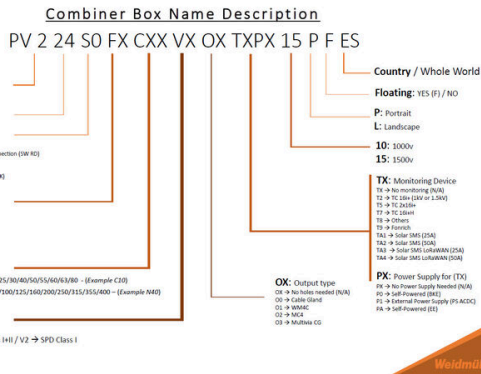 Combiner Box Name Description
PV 2 24 S0 FX CXX VX OX TXPX 15 P F ES
Country / Whole World
Floating: YES (F) / NO
P: Portrait
L: Landscape
10: 1000v
15: 1500v
TX: Monitoring Device
TX → No monitoring (N/A)
T2 → TC 16I+ (1kV or 1.5kV)
T5 → TC 2x16I+
T7 → TC 16I+H
T8 → Others
T9 → Fonrich
TA1 → Solar SMS (25A)
TA2 → Solar SMS (50A)
TA3 → Solar SMS LoRaWAN (25A)
TA4 → Solar SMS LoRaWAN (50A)
PX: Power Supply for (TX)
PX → No Power Supply Needed (N/A)
P0 → Self-Powered (BKE)
P1 → External Power Supply (PS ACDC)
PA → Self-Powered (EE)
OX: Output type
OX → No holes needed (N/A)
O0 → Cable Gland
O1 → WM4C
O2 → MC4
O3 → Multivia CG
nection (SW RD)
25/30/40/50/55/60/63/80 - (Example C10)
/100/125/160/200/250/315/355/400 – (Example N40)
I+II / V2 → SPD Class I
Weidmü